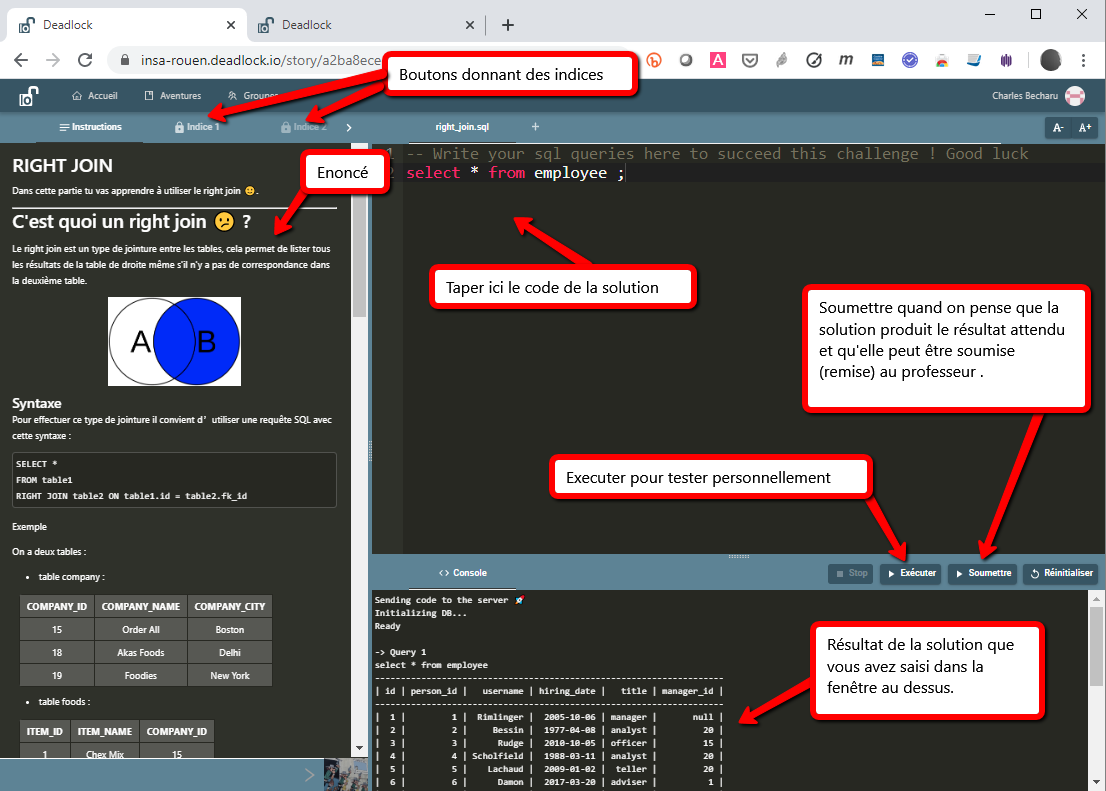 Deadlock
Deadlock
insa-rouen.deadlock.io/story/a2ba8ece
Boutons donnant des indices
Accueil
Aventures
Charles Becharu
Instructions
Indice 1
Indice 2
right_join.sql
A-
A+
RIGHT JOIN
Dans cette partie tu vas apprendre à utiliser le right join 🙂.
C'est quoi un right join 😕 ?
Le right join est un type de jointure entre les tables, cela permet de lister tous
les résultats de la table de droite même s'il n'y a pas de correspondance dans
la deuxième table.
A B
Syntaxe
Pour effectuer ce type de jointure il convient d' utiliser une requête SQL avec
cette syntaxe :
SELECT *
FROM table1
RIGHT JOIN table2 ON table1.id = table2.fk_id
Exemple
On a deux tables :
• table company :
COMPANY_ID COMPANY_NAME COMPANY_CITY
15 Order All Boston
18 Akas Foods Delhi
19 Foodies New York
• table foods :
ITEM_ID ITEM_NAME COMPANY_ID
1 Chex Mix 15
Enoncé
1 -- Write your sql queries here to succeed this challenge ! Good luck
2 select * from employee ;
Taper ici le code de la solution
Soumettre quand on pense que la
solution produit le résultat attendu
et qu'elle peut être soumise
(remise) au professeur .
Executer pour tester personnellement
<> Console
Stop
Exécuter
Soumettre
Réinitialiser
Sending code to the server 🚀
Initializing DB...
Ready
-> Query 1
select * from employee
| id | person_id | username | hiring_date | title | manager_id |
| 1 | 1 | Rimlinger | 2005-10-06 | manager | null |
| 2 | 2 | Bessin | 1977-04-08 | analyst | 20 |
| 3 | 3 | Rudge | 2010-10-05 | officer | 15 |
| 4 | 4 | Scholfield | 1988-03-11 | analyst | 20 |
| 5 | 5 | Lachaud | 2009-01-02 | teller | 20 |
| 6 | 6 | Damon | 2017-03-20 | adviser | 1 |
Résultat de la solution que
vous avez saisi dans la
fenêtre au dessus.